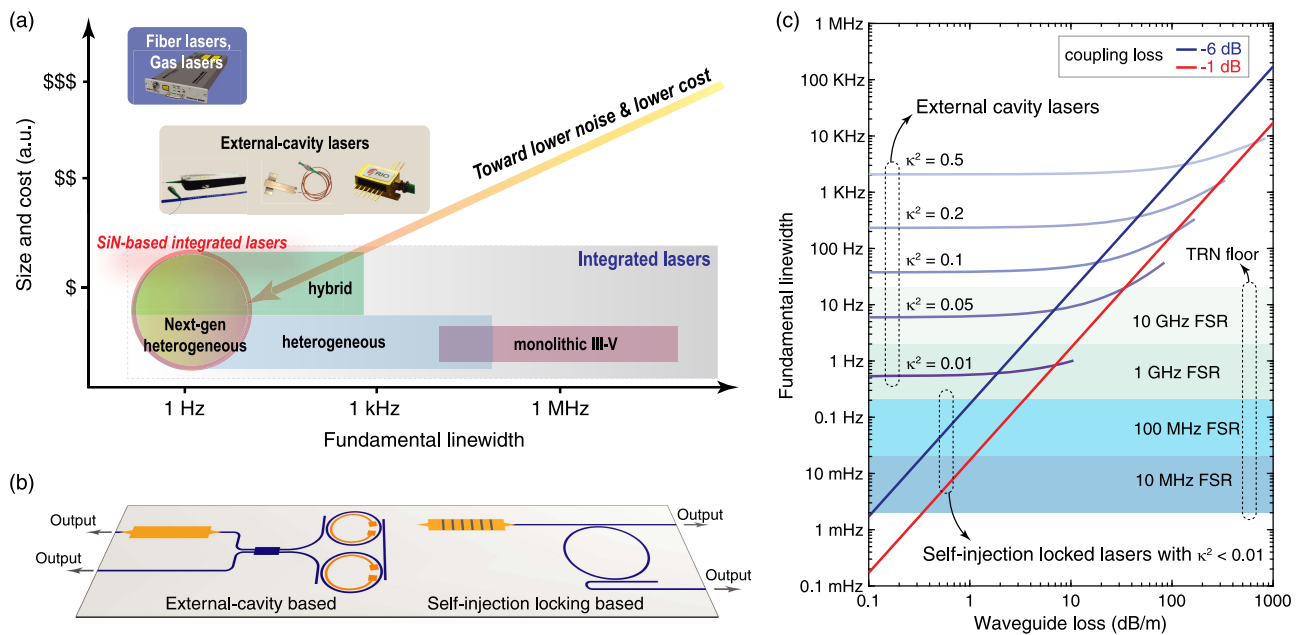 (a)
Fiber lasers,
Gas lasers
$$$
$$
$
Size and cost (a.u.)
External-cavity lasers
RIO
Toward lower noise & lower cost
SiN-based integrated lasers
Integrated lasers
hybrid
Next-gen
heterogeneous
heterogeneous
monolithic III-V
1 Hz
1 kHz
1 MHz
Fundamental linewidth
(b)
Output
Output
Output
Output
External-cavity based
Self-injection locking based
(c)
1 MHz
100 KHz
10 KHz
1 KHz
100 Hz
10 Hz
1 Hz
0.1 Hz
10 mHz
1 mHz
0.1 mHz
Fundamental linewidth
coupling loss
-6 dB
-1 dB
External cavity lasers
κ² = 0.5
κ² = 0.2
κ² = 0.1
κ² = 0.05
κ² = 0.01
TRN floor
10 GHz FSR
1 GHz FSR
100 MHz FSR
10 MHz FSR
Self-injection locked lasers with κ² < 0.01
0.1
1
10
100
1000
Waveguide loss (dB/m)